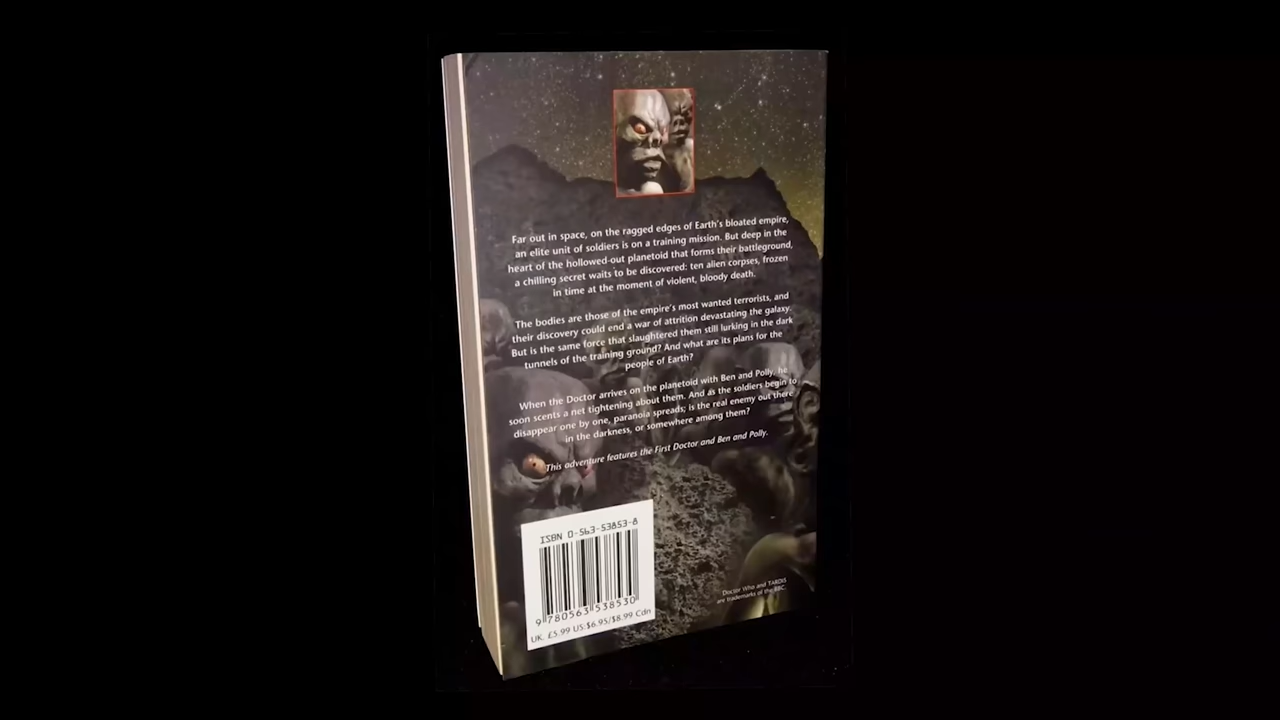 Far out in space, on the ragged edges of Earth's bloated empire,
an elite unit of soldiers is on a training mission. But deep in the
heart of the hollowed-out planetoid that forms their battleground,
a chilling secret waits to be discovered: ten alien corpses, frozen
in time at the moment of violent, bloody death.
The bodies are those of the empire's most wanted terrorists, and
their discovery could end a war of attrition devastating the galaxy.
But is the same force that slaughtered them still lurking in the dark
tunnels of the training ground? And what are its plans for the
people of Earth?
When the Doctor arrives on the planetoid with Ben and Polly, he
soon scents a net tightening about them. And as the soldiers begin to
disappear one by one, paranoia spreads; is the real enemy out there
in the darkness, or somewhere among them?
This adventure features the First Doctor and Ben and Polly.
ISBN 0-563-53853-8
9 780563 538530
UK. £5.99 US:$6.95/$8.99 Cdn
Doctor Who and TARDIS
are trademarks of the BBC.